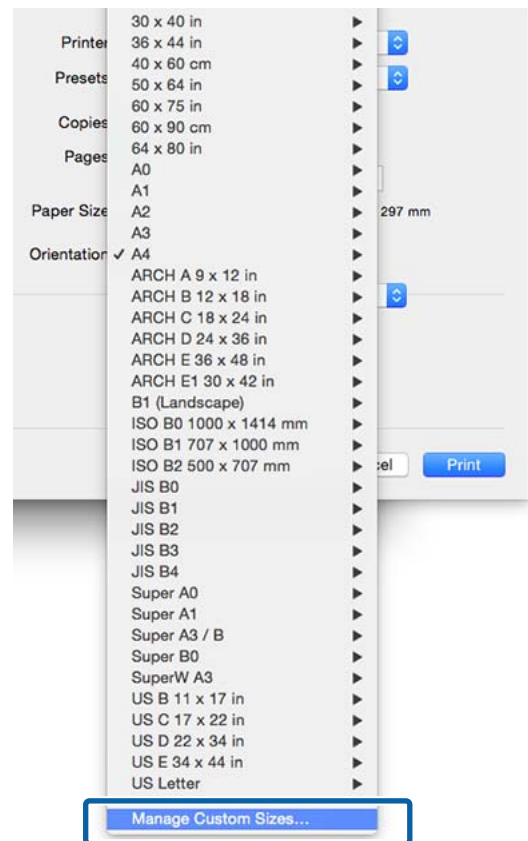 30 x 40 in
Printer 36 x 44 in
40 x 60 cm
Presets 50 x 64 in
60 x 75 in
Copies 60 x 90 cm
64 x 80 in
Pages A0
A1
Paper Size A2 297 mm
A3
Orientation ✓ A4
ARCH A 9 x 12 in
ARCH B 12 x 18 in
ARCH C 18 x 24 in
ARCH D 24 x 36 in
ARCH E 36 x 48 in
ARCH E1 30 x 42 in
B1 (Landscape)
ISO B0 1000 x 1414 mm
ISO B1 707 x 1000 mm
ISO B2 500 x 707 mm cel Print
JIS B0
JIS B1
JIS B2
JIS B3
JIS B4
Super A0
Super A1
Super A3 / B
Super B0
SuperW A3
US B 11 x 17 in
US C 17 x 22 in
US D 22 x 34 in
US E 34 x 44 in
US Letter
Manage Custom Sizes...